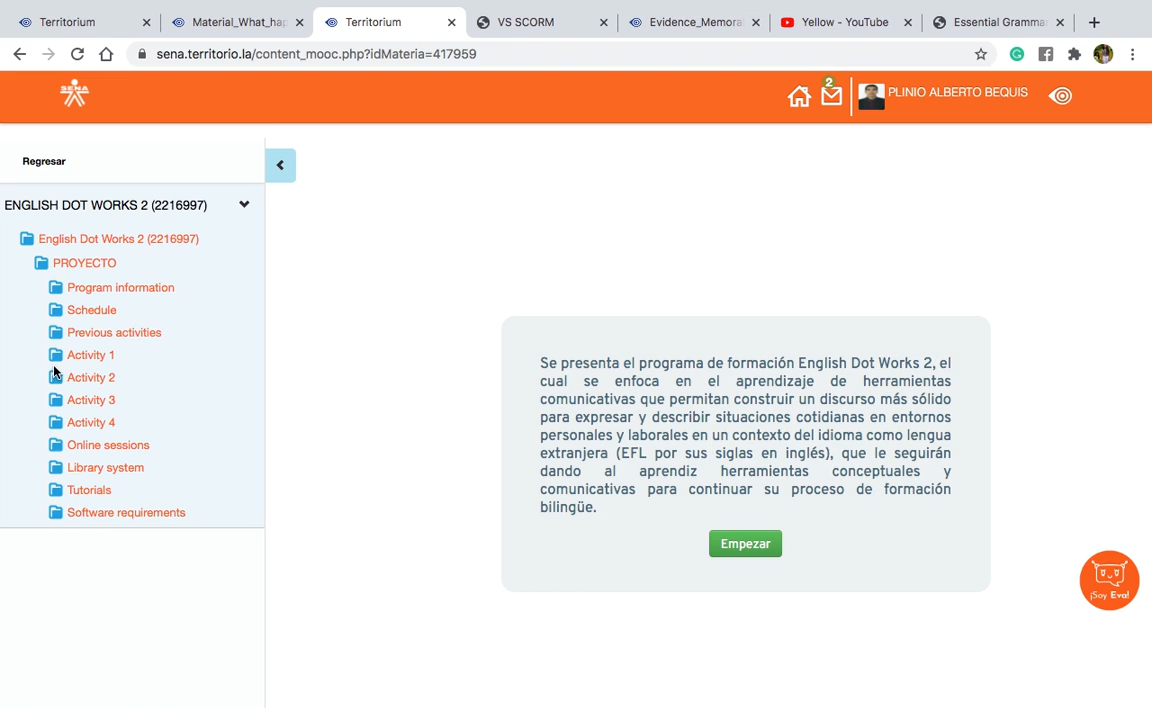 Territorium
Material_What_hap
Territorium
VS SCORM
Evidence_Memora
Yellow - YouTube
Essential Gramma
sena.territorio.la/content_mooc.php?idMateria=417959
SENA
2
PLINIO ALBERTO BEQUIS
Regresar
ENGLISH DOT WORKS 2 (2216997)
English Dot Works 2 (2216997)
PROYECTO
Program information
Schedule
Previous activities
Activity 1
Activity 2
Activity 3
Activity 4
Online sessions
Library system
Tutorials
Software requirements
Se presenta el programa de formación English Dot Works 2, el
cual se enfoca en el aprendizaje de herramientas
comunicativas que permitan construir un discurso más sólido
para expresar y describir situaciones cotidianas en entornos
personales y laborales en un contexto del idioma como lengua
extranjera (EFL por sus siglas en inglés), que le seguirán
dando al aprendiz herramientas conceptuales y
comunicativas para continuar su proceso de formación
bilingüe.
Empezar
¡Soy Eva!